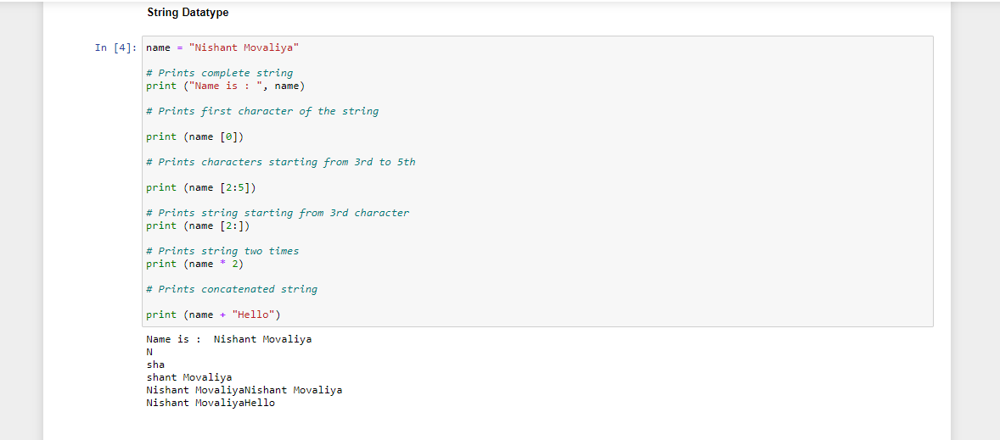 String Datatype
In [4]: name = "Nishant Movaliya"
# Prints complete string
print ("Name is : ", name)
# Prints first character of the string
print (name [0])
# Prints characters starting from 3rd to 5th
print (name [2:5])
# Prints string starting from 3rd character
print (name [2:])
# Prints string two times
print (name * 2)
# Prints concatenated string
print (name + "Hello")
Name is :  Nishant Movaliya
N
sha
shant Movaliya
Nishant MovaliyaNishant Movaliya
Nishant MovaliyaHello